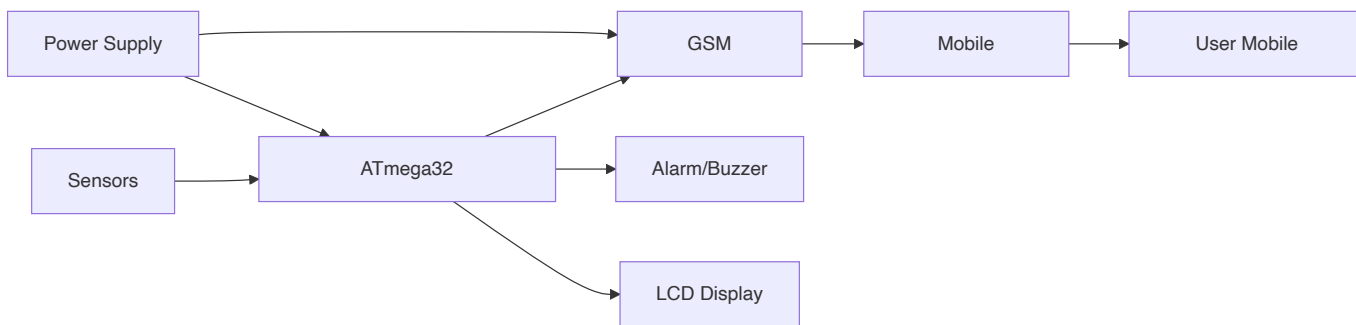 Power Supply
GSM
Mobile
User Mobile
Sensors
ATmega32
Alarm/Buzzer
LCD Display